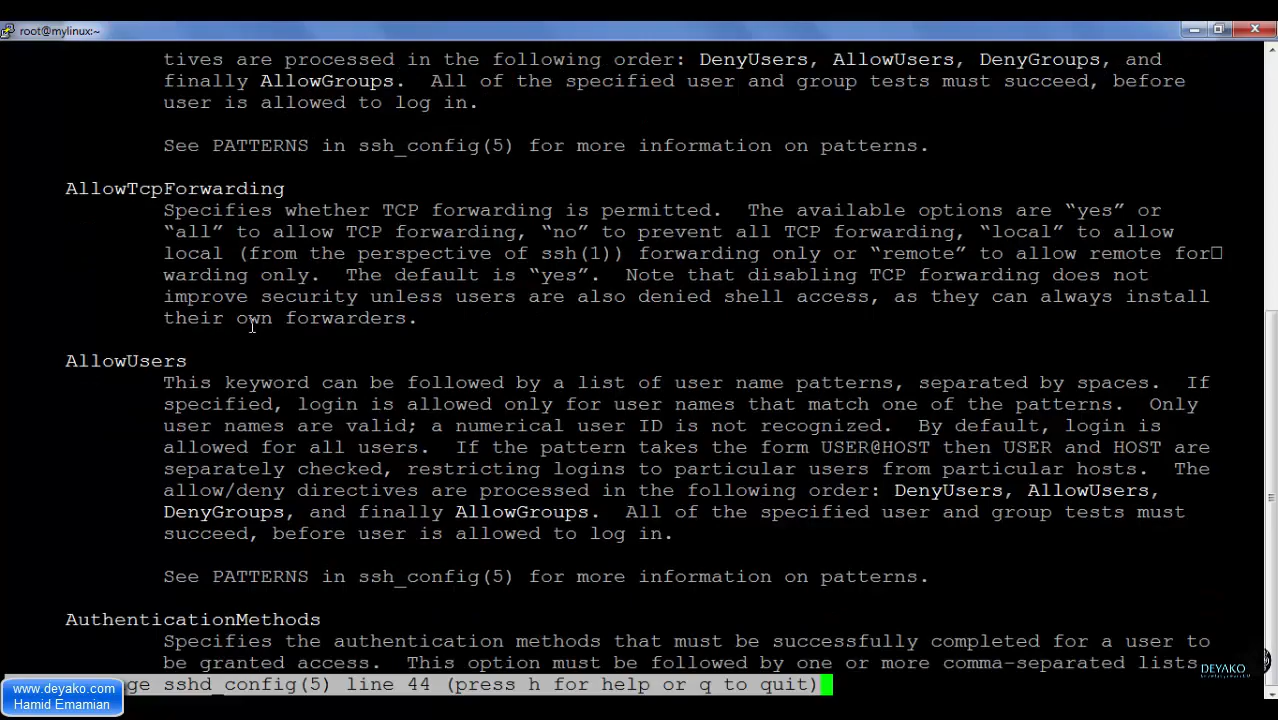 root@mylinux:~
tives are processed in the following order: DenyUsers, AllowUsers, DenyGroups, and
finally AllowGroups.  All of the specified user and group tests must succeed, before
user is allowed to log in.
See PATTERNS in ssh_config(5) for more information on patterns.
AllowTcpForwarding
Specifies whether TCP forwarding is permitted.  The available options are “yes” or
“all” to allow TCP forwarding, “no” to prevent all TCP forwarding, “local” to allow
local (from the perspective of ssh(1)) forwarding only or “remote” to allow remote for□
warding only.  The default is “yes”.  Note that disabling TCP forwarding does not
improve security unless users are also denied shell access, as they can always install
their own forwarders.
AllowUsers
This keyword can be followed by a list of user name patterns, separated by spaces.  If
specified, login is allowed only for user names that match one of the patterns.  Only
user names are valid; a numerical user ID is not recognized.  By default, login is
allowed for all users.  If the pattern takes the form USER@HOST then USER and HOST are
separately checked, restricting logins to particular users from particular hosts.  The
allow/deny directives are processed in the following order: DenyUsers, AllowUsers,
DenyGroups, and finally AllowGroups.  All of the specified user and group tests must
succeed, before user is allowed to log in.
See PATTERNS in ssh_config(5) for more information on patterns.
AuthenticationMethods
Specifies the authentication methods that must be successfully completed for a user to
be granted access.  This option must be followed by one or more comma-separated lists
ge sshd_config(5) line 44 (press h for help or q to quit)
www.deyako.com
Hamid Emamian
DEYAKO